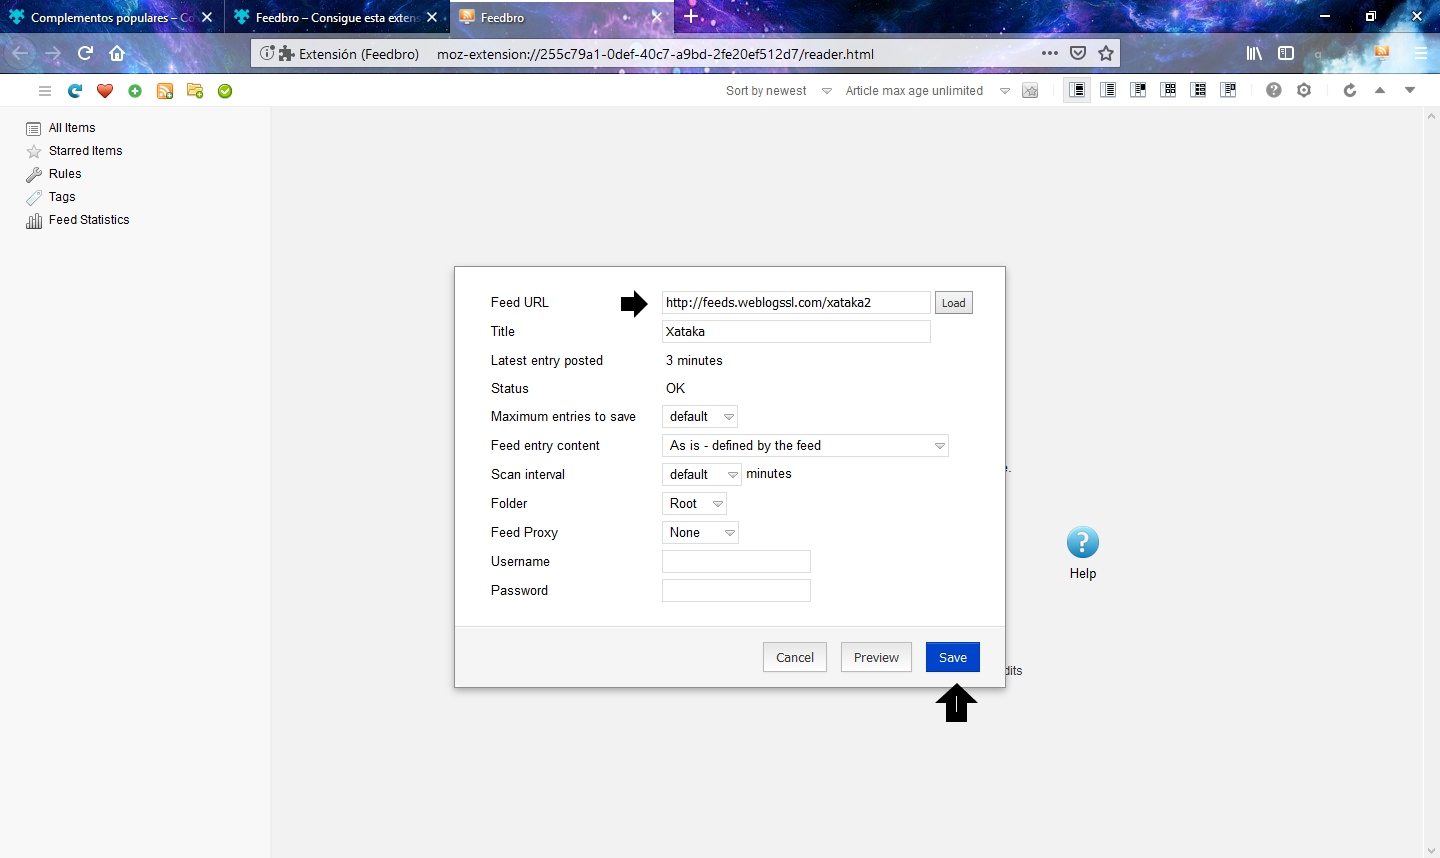 Complementos populares – Co
Feedbro – Consigue esta exten
Feedbro
Extensión (Feedbro) moz-extension://255c79a1-0def-40c7-a9bd-2fe20ef512d7/reader.html
Sort by newest Article max age unlimited
All Items
Starred Items
Rules
Tags
Feed Statistics
Feed URL http://feeds.weblogssl.com/xataka2 Load
Title Xataka
Latest entry posted 3 minutes
Status OK
Maximum entries to save default
Feed entry content As is - defined by the feed
Scan interval default minutes
Folder Root
Feed Proxy None
Username
Password
Cancel Preview Save
e.
Help
dits